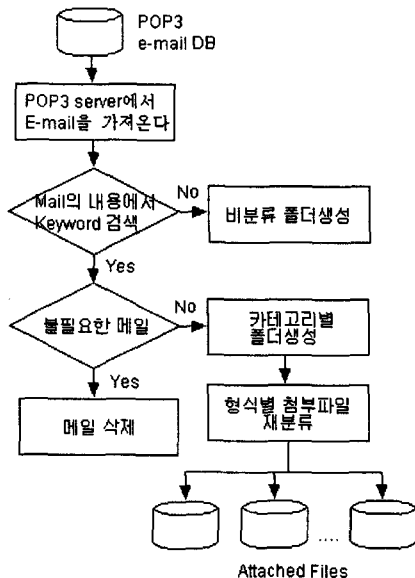 POP3
e-mail DB
POP3 server에서
E-mail을 가져온다
Mail의 내용에서
Keyword 검색
No
비분류 폴더생성
Yes
불필요한 메일
No
카테고리별
폴더생성
Yes
메일 삭제
형식별 첨부파일
재분류
....
Attached Files